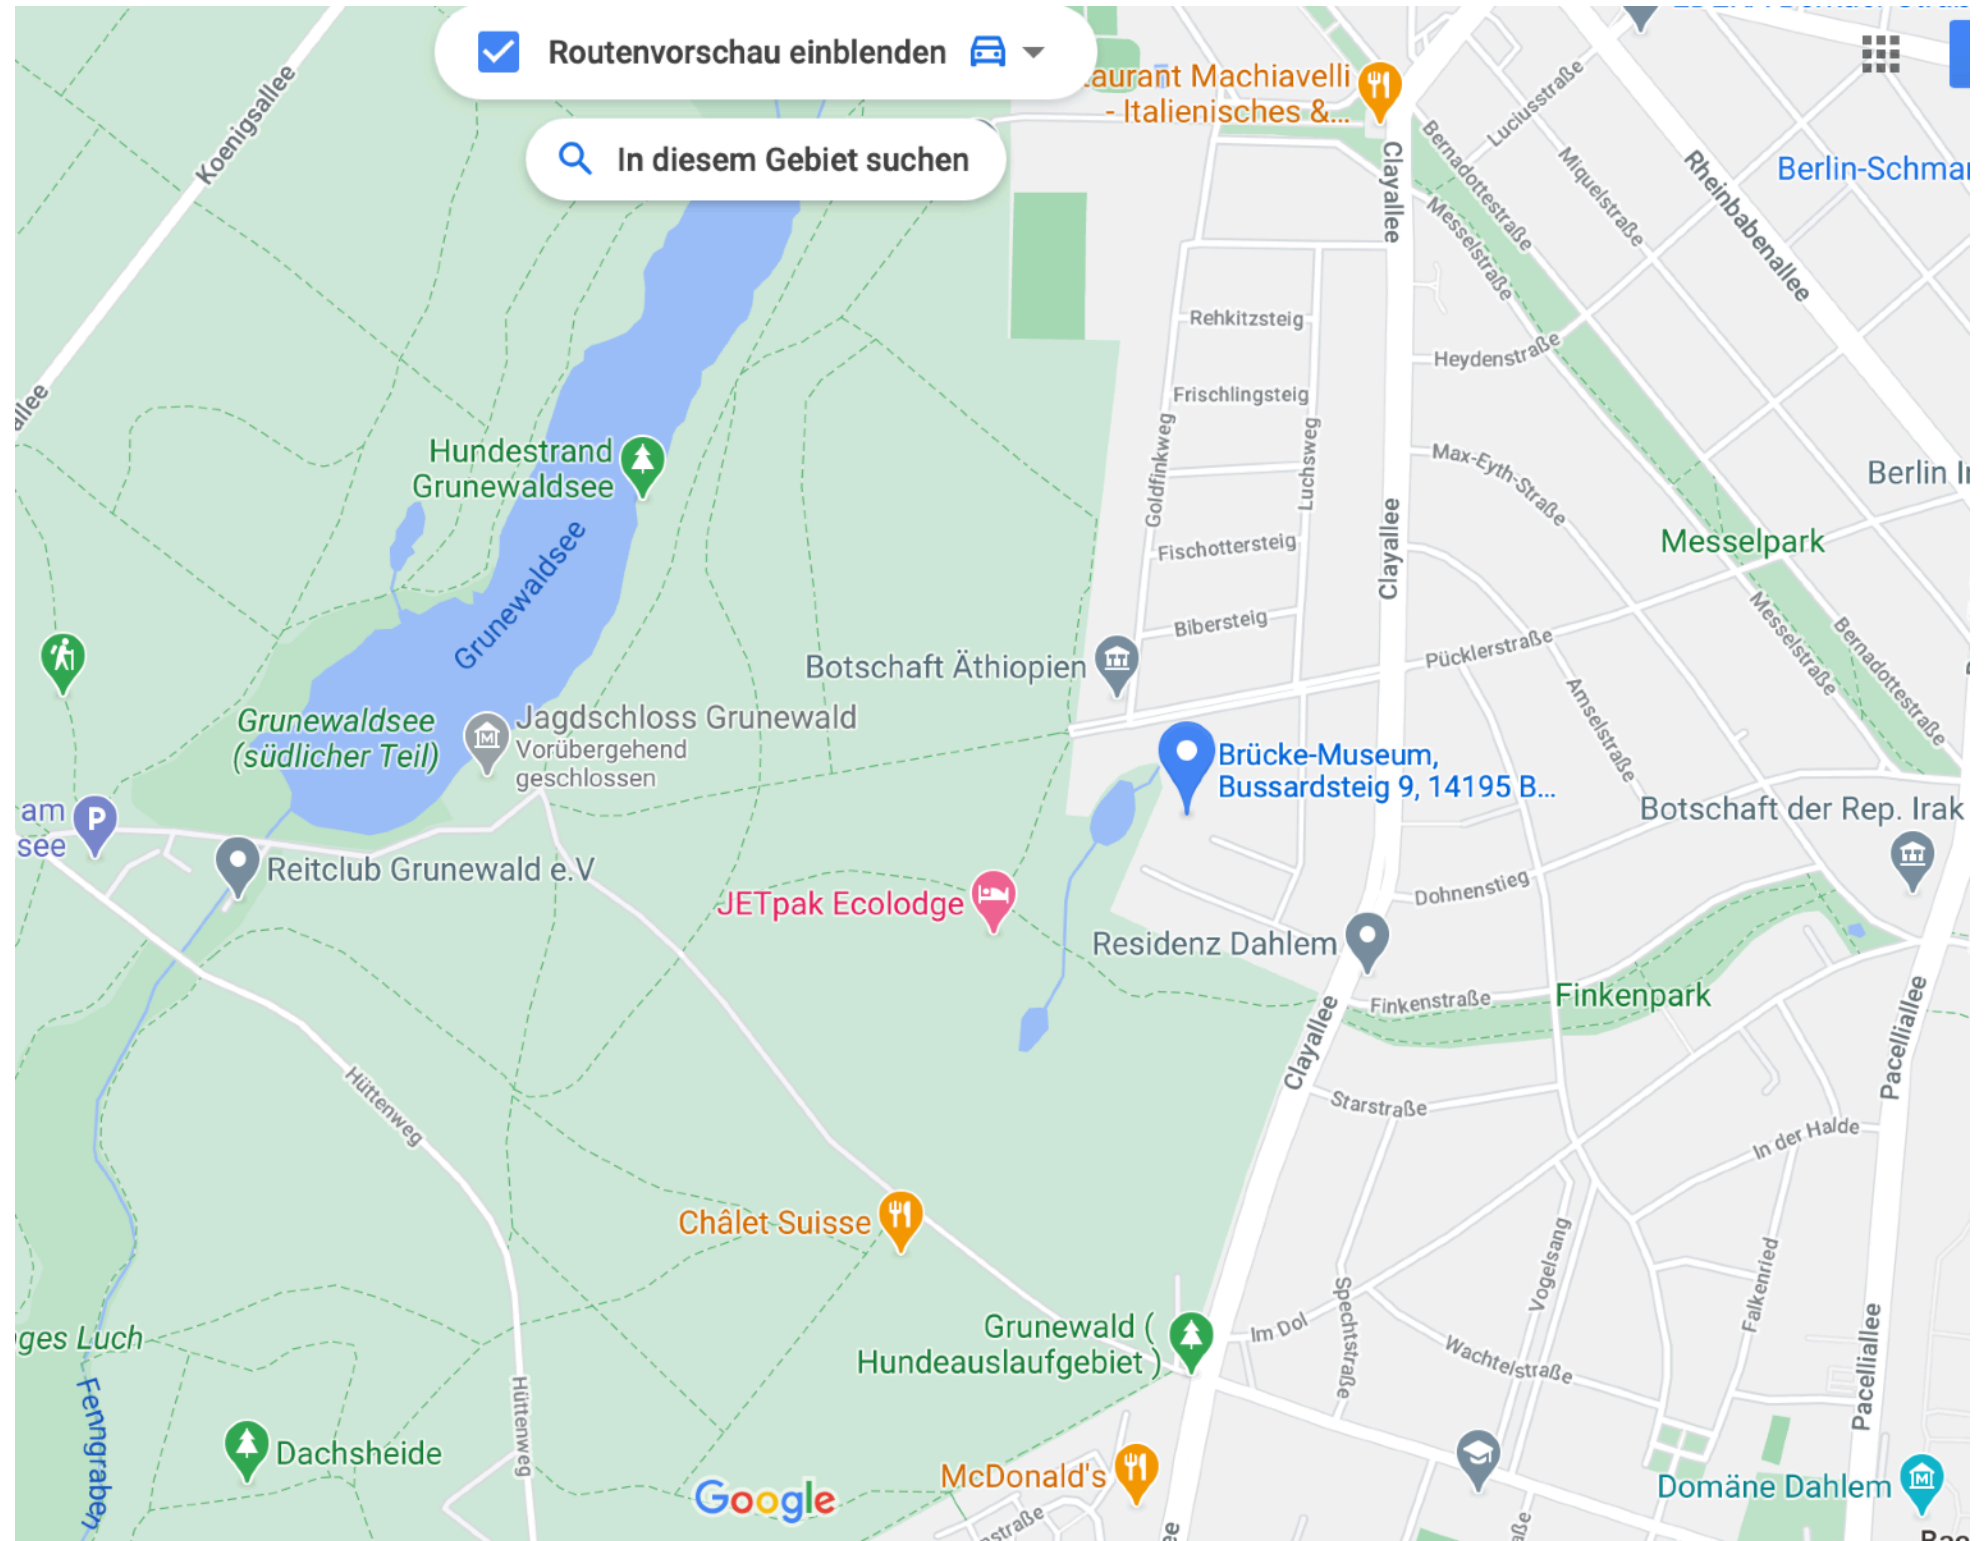 Routenvorschau einblenden
In diesem Gebiet suchen
Koenigsallee
allee
aurant Machiavelli
- Italienisches &...
Clayallee
Bernadottestraße
Luciusstraße
Miquelstraße
Rheinbabenallee
Berlin-Schmar
Messelstraße
Rehkitzsteig
Heydenstraße
Frischlingsteig
Goldfinkweg
Luchsweg
Max-Eyth-Straße
Berlin I
Hundestrand
Grunewaldsee
Grunewaldsee
Fischottersteig
Clayallee
Messelpark
Bibersteig
Pücklerstraße
Messelstraße
Bernadottestraße
Botschaft Äthiopien
Amselstraße
Grunewaldsee
(südlicher Teil)
Jagdschloss Grunewald
Vorübergehend
geschlossen
Brücke-Museum,
Bussardsteig 9, 14195 B...
Botschaft der Rep. Irak
am
see
P
Reitclub Grunewald e.V
JETpak Ecolodge
Dohnenstieg
Residenz Dahlem
Finkenstraße
Finkenpark
Clayallee
Pacelliallee
Hüttenweg
Starstraße
In der Halde
Châlet Suisse
Vogelsang
Falkenried
Grunewald (
Hundeauslaufgebiet )
Im Dol
Spechtstraße
Wachtelstraße
Pacelliallee
ges Luch
Fenngraben
Hüttenweg
Dachsheide
Google
McDonald's
Domäne Dahlem